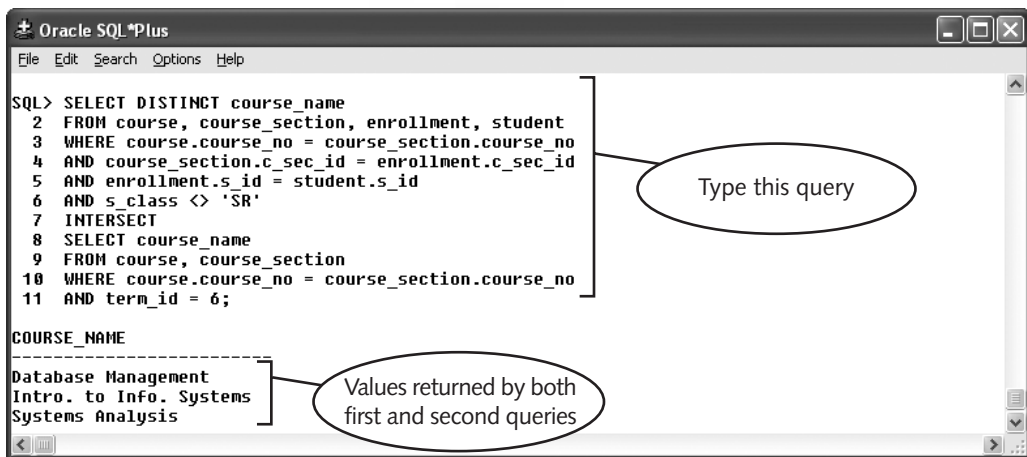 Oracle SQL*Plus
File Edit Search Options Help
SQL> SELECT DISTINCT course_name
2 FROM course, course_section, enrollment, student
3 WHERE course.course_no = course_section.course_no
4 AND course_section.c_sec_id = enrollment.c_sec_id
5 AND enrollment.s_id = student.s_id
6 AND s_class <> 'SR'
7 INTERSECT
8 SELECT course_name
9 FROM course, course_section
10 WHERE course.course_no = course_section.course_no
11 AND term_id = 6;
Type this query
COURSE_NAME
-------------------------
Database Management
Intro. to Info. Systems
Systems Analysis
Values returned by both
first and second queries